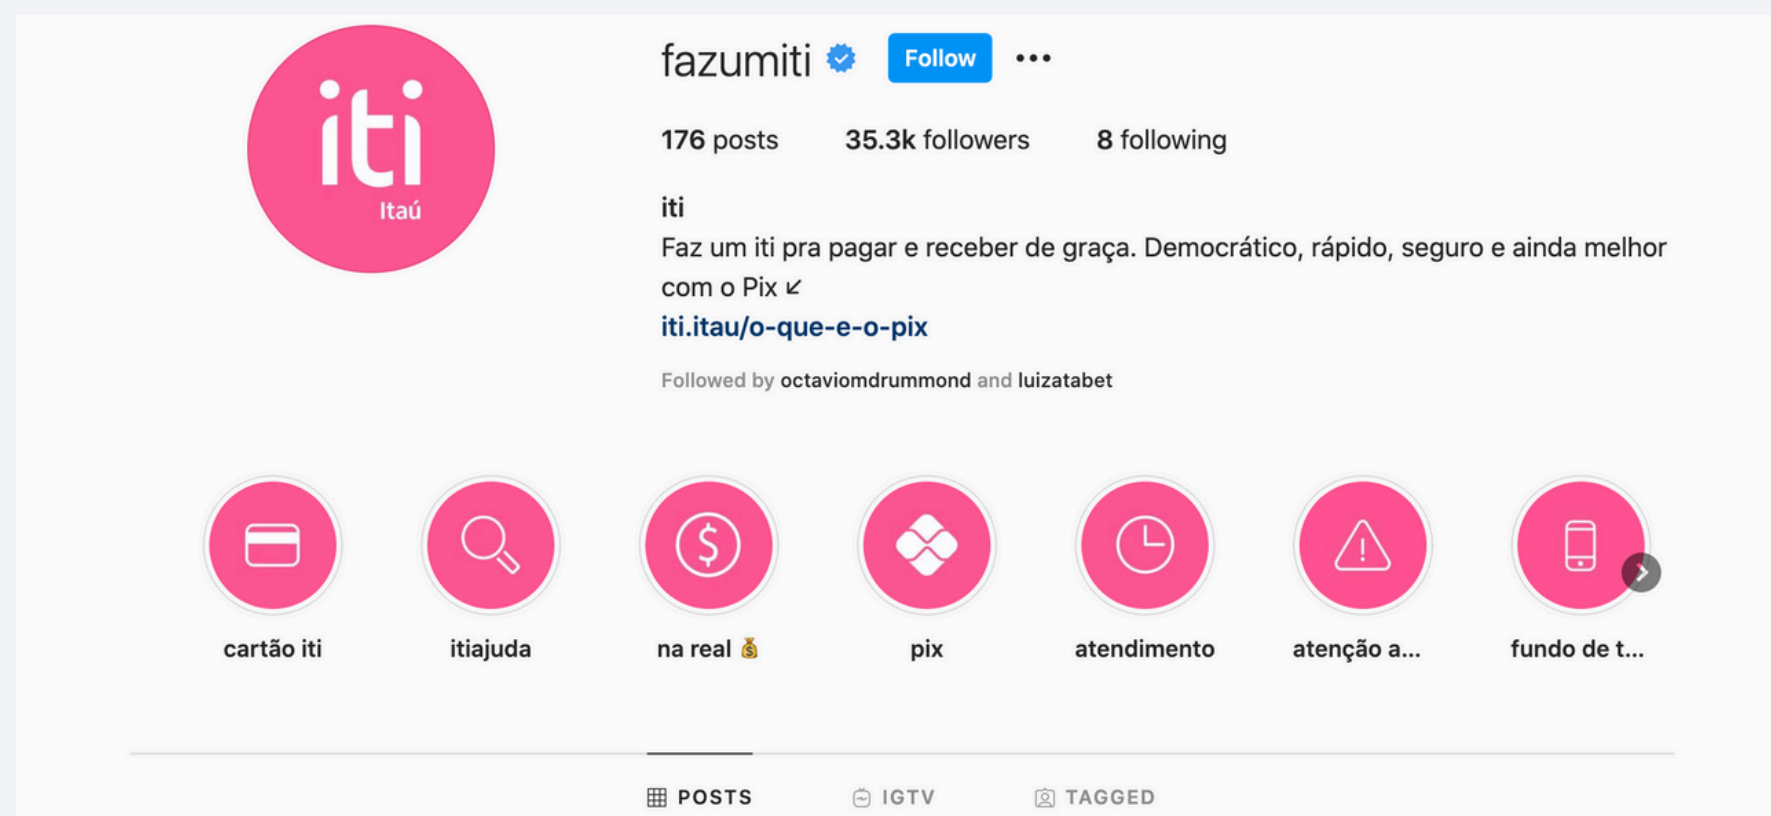 iti
Itaú
fazumiti
Follow
176 posts 35.3k followers 8 following
iti
Faz um iti pra pagar e receber de graça. Democrático, rápido, seguro e ainda melhor
com o Pix ↙
iti.itau/o-que-e-o-pix
Followed by octaviomdrummond and luizatabet
cartão iti
itiajuda
na real 💰
pix
atendimento
atenção a...
fundo de t...
POSTS
IGTV
TAGGED